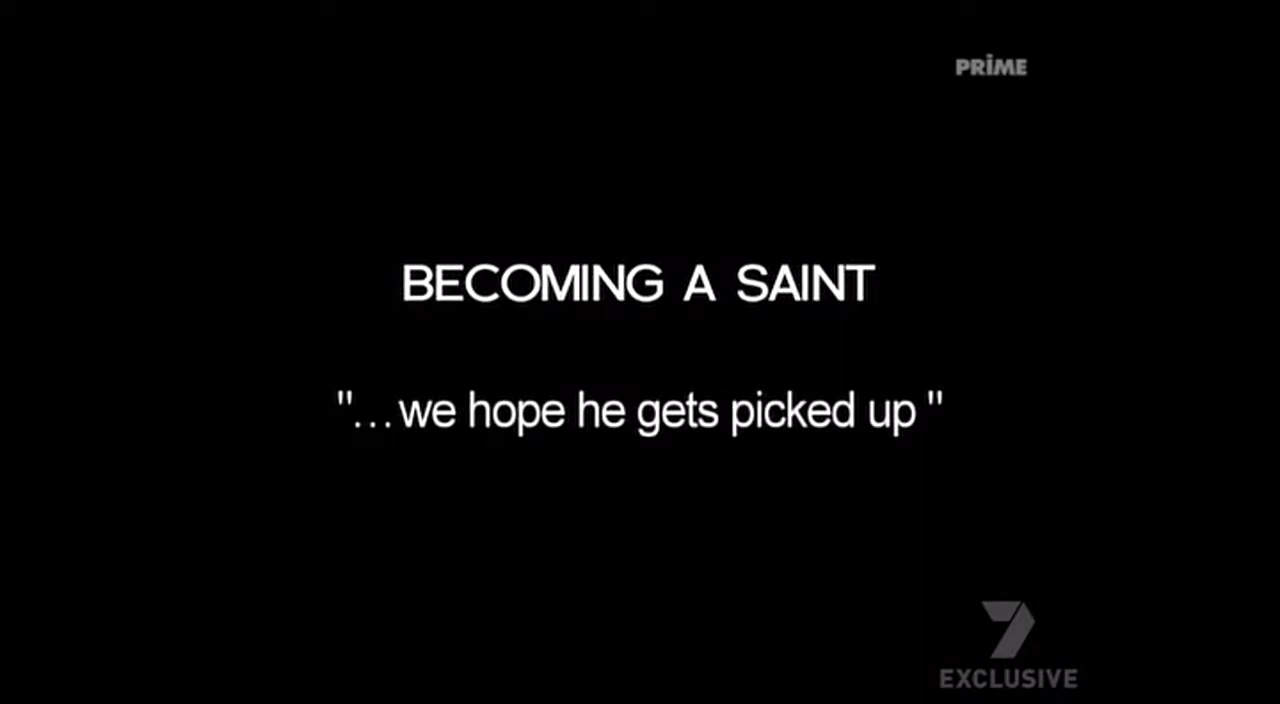 PRiME
BECOMING A SAINT
"...we hope he gets picked up "
7
EXCLUSIVE